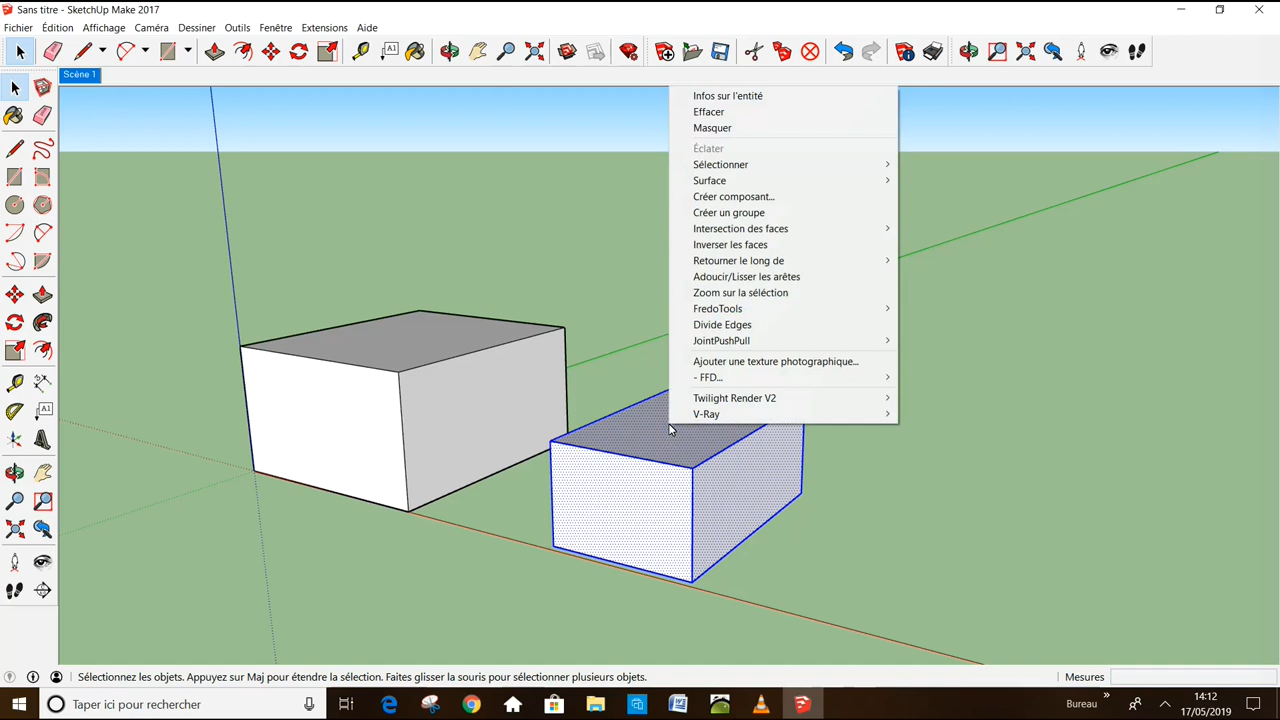 Sans titre - SketchUp Make 2017
Fichier Édition Affichage Caméra Dessiner Outils Fenêtre Extensions Aide
Scène 1
Infos sur l'entité
Effacer
Masquer
Éclater
Sélectionner
Surface
Créer composant...
Créer un groupe
Intersection des faces
Inverser les faces
Retourner le long de
Adoucir/Lisser les arêtes
Zoom sur la séléction
FredoTools
Divide Edges
JointPushPull
Ajouter une texture photographique...
- FFD...
Twilight Render V2
V-Ray
Sélectionnez les objets. Appuyez sur Maj pour étendre la sélection. Faites glisser la souris pour sélectionner plusieurs objets.
Mesures
Taper ici pour rechercher
Bureau
14:12
17/05/2019